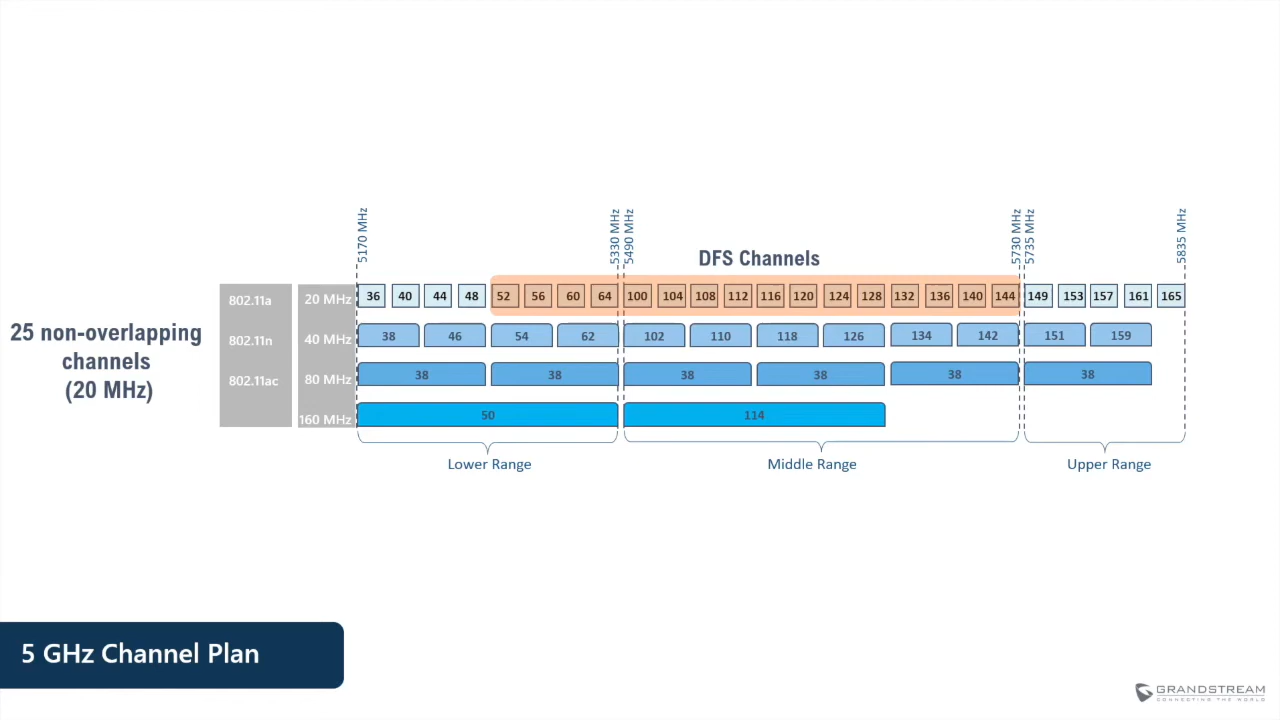 5170 MHz
5330 MHz
5490 MHz
5730 MHz
5735 MHz
5835 MHz
DFS Channels
25 non-overlapping
channels
(20 MHz)
802.11a 20 MHz 36 40 44 48 52 56 60 64 100 104 108 112 116 120 124 128 132 136 140 144 149 153 157 161 165
802.11n 40 MHz 38 46 54 62 102 110 118 126 134 142 151 159
802.11ac 80 MHz 38 38 38 38 38 38
160 MHz 50 114
Lower Range Middle Range Upper Range
5 GHz Channel Plan
GRANDSTREAM
CONNECTING THE WORLD